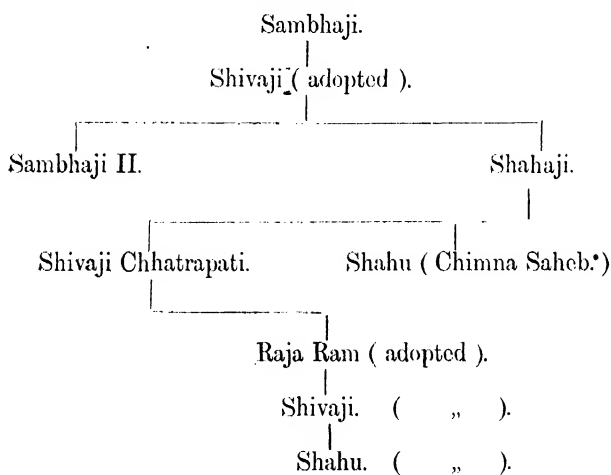 Sambhaji.
Shivaji ( adopted ).
Sambhaji II. Shahaji.
Shivaji Chhatrapati. Shahu ( Chimna Saheb.)
Raja Ram ( adopted ).
Shivaji. ( „ ).
Shahu. ( „ ).